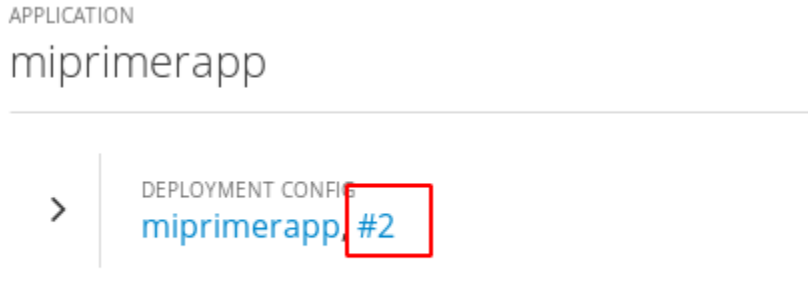 APPLICATION
miprimerapp
DEPLOYMENT CONFIG
miprimerapp, #2